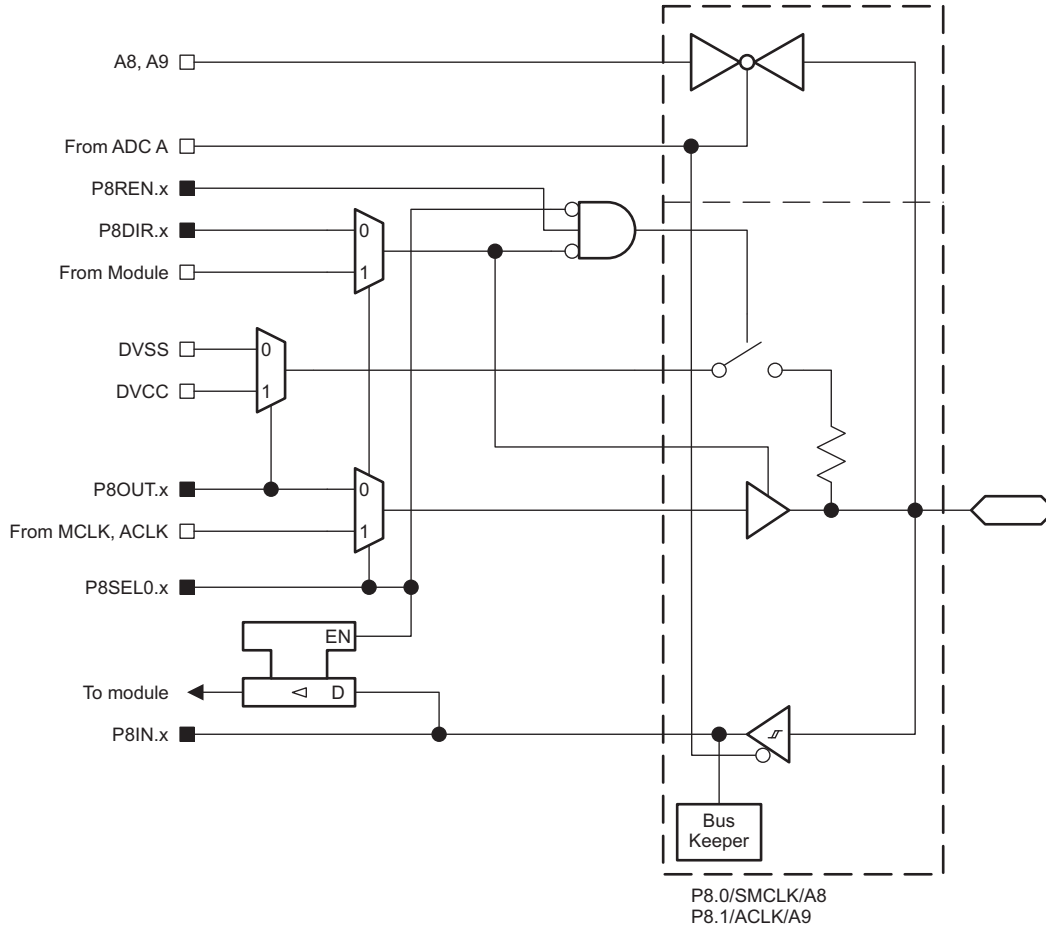 A8, A9
From ADC A
P8REN.x
P8DIR.x
0
From Module
1
DVSS
0
DVCC
1
P8OUT.x
0
From MCLK, ACLK
1
P8SEL0.x
EN
To module
D
P8IN.x
Bus
Keeper
P8.0/SMCLK/A8
P8.1/ACLK/A9